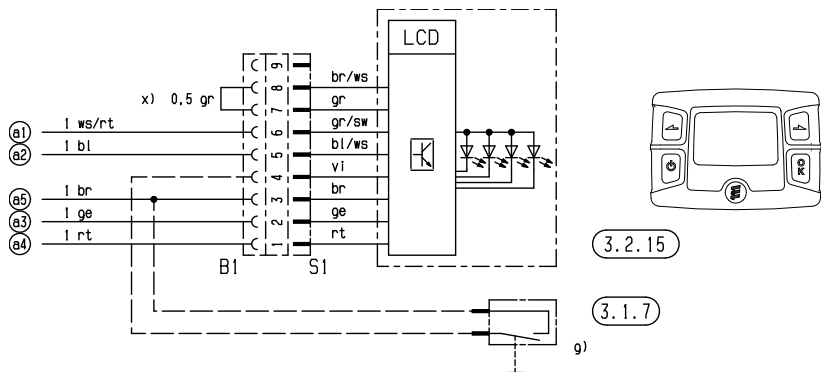 LCD
9
br/ws
8
x) 0,5 gr
gr
7
a1 1 ws/rt
6
gr/sw
a2 1 bl
5
bl/ws
4
vi
a5 1 br
3
br
a3 1 ge
2
ge
a4 1 rt
1
rt
B1
S1
OK
3.2.15
3.1.7
g)